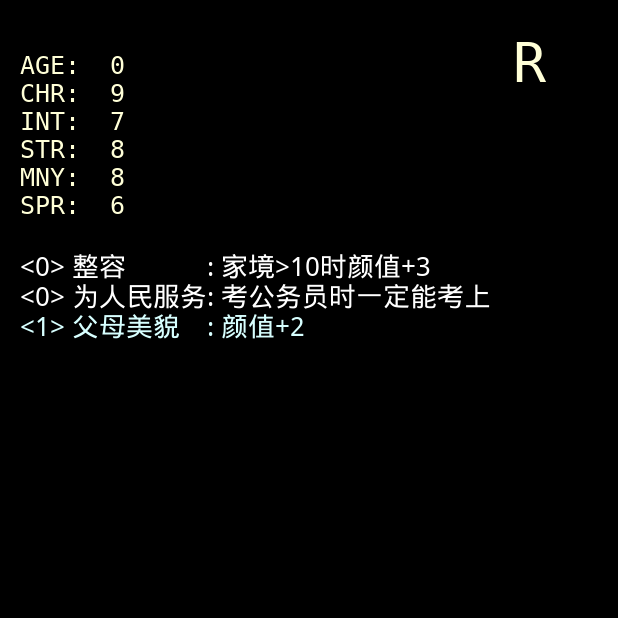 R
AGE: 0
CHR: 9
INT: 7
STR: 8
MNY: 8
SPR: 6
<0> 整容 : 家境>10时颜值+3
<0> 为人民服务: 考公务员时一定能考上
<1> 父母美貌 : 颜值+2